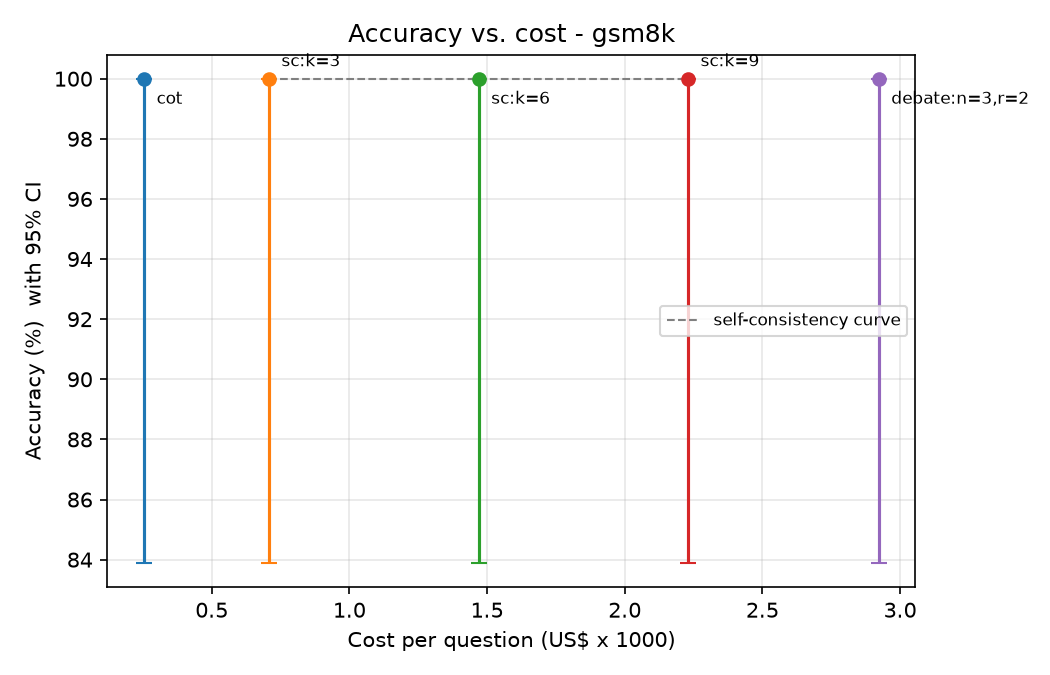 Accuracy vs. cost - gsm8k
sc:k=3
sc:k=9
cot
sc:k=6
debate:n=3,r=2
100
98
96
94
92
90
88
86
84
Accuracy (%)  with 95% CI
self-consistency curve
0.5
1.0
1.5
2.0
2.5
3.0
Cost per question (US$ x 1000)